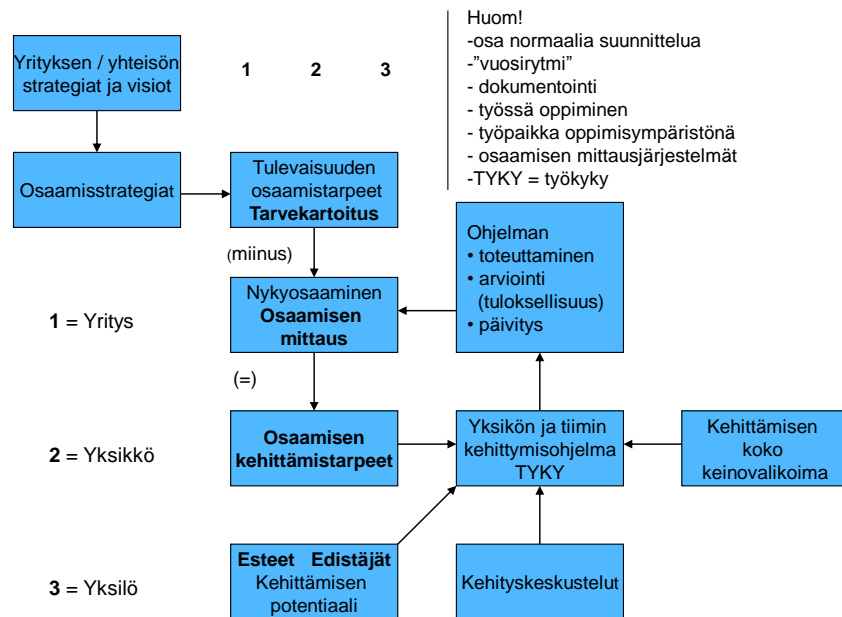 Yrityksen / yhteisön
strategiat ja visiot
1 2 3
Huom!
-osa normaalia suunnittelua
-"vuosirytmi"
- dokumentointi
- työssä oppiminen
- työpaikka oppimisympäristönä
- osaamisen mittausjärjestelmät
-TYKY = työkyky
Osaamisstrategiat
Tulevaisuuden
osaamistarpeet
Tarvekartoitus
(miinus)
Ohjelman
• toteuttaminen
• arviointi
(tuloksellisuus)
• päivitys
1 = Yritys
Nykyosaaminen
Osaamisen
mittaus
(=)
2 = Yksikkö
Osaamisen
kehittämistarpeet
Yksikön ja tiimin
kehittymisohjelma
TYKY
Kehittämisen
koko
keinovalikoima
3 = Yksilö
Esteet Edistäjät
Kehittämisen
potentiaali
Kehityskeskustelut